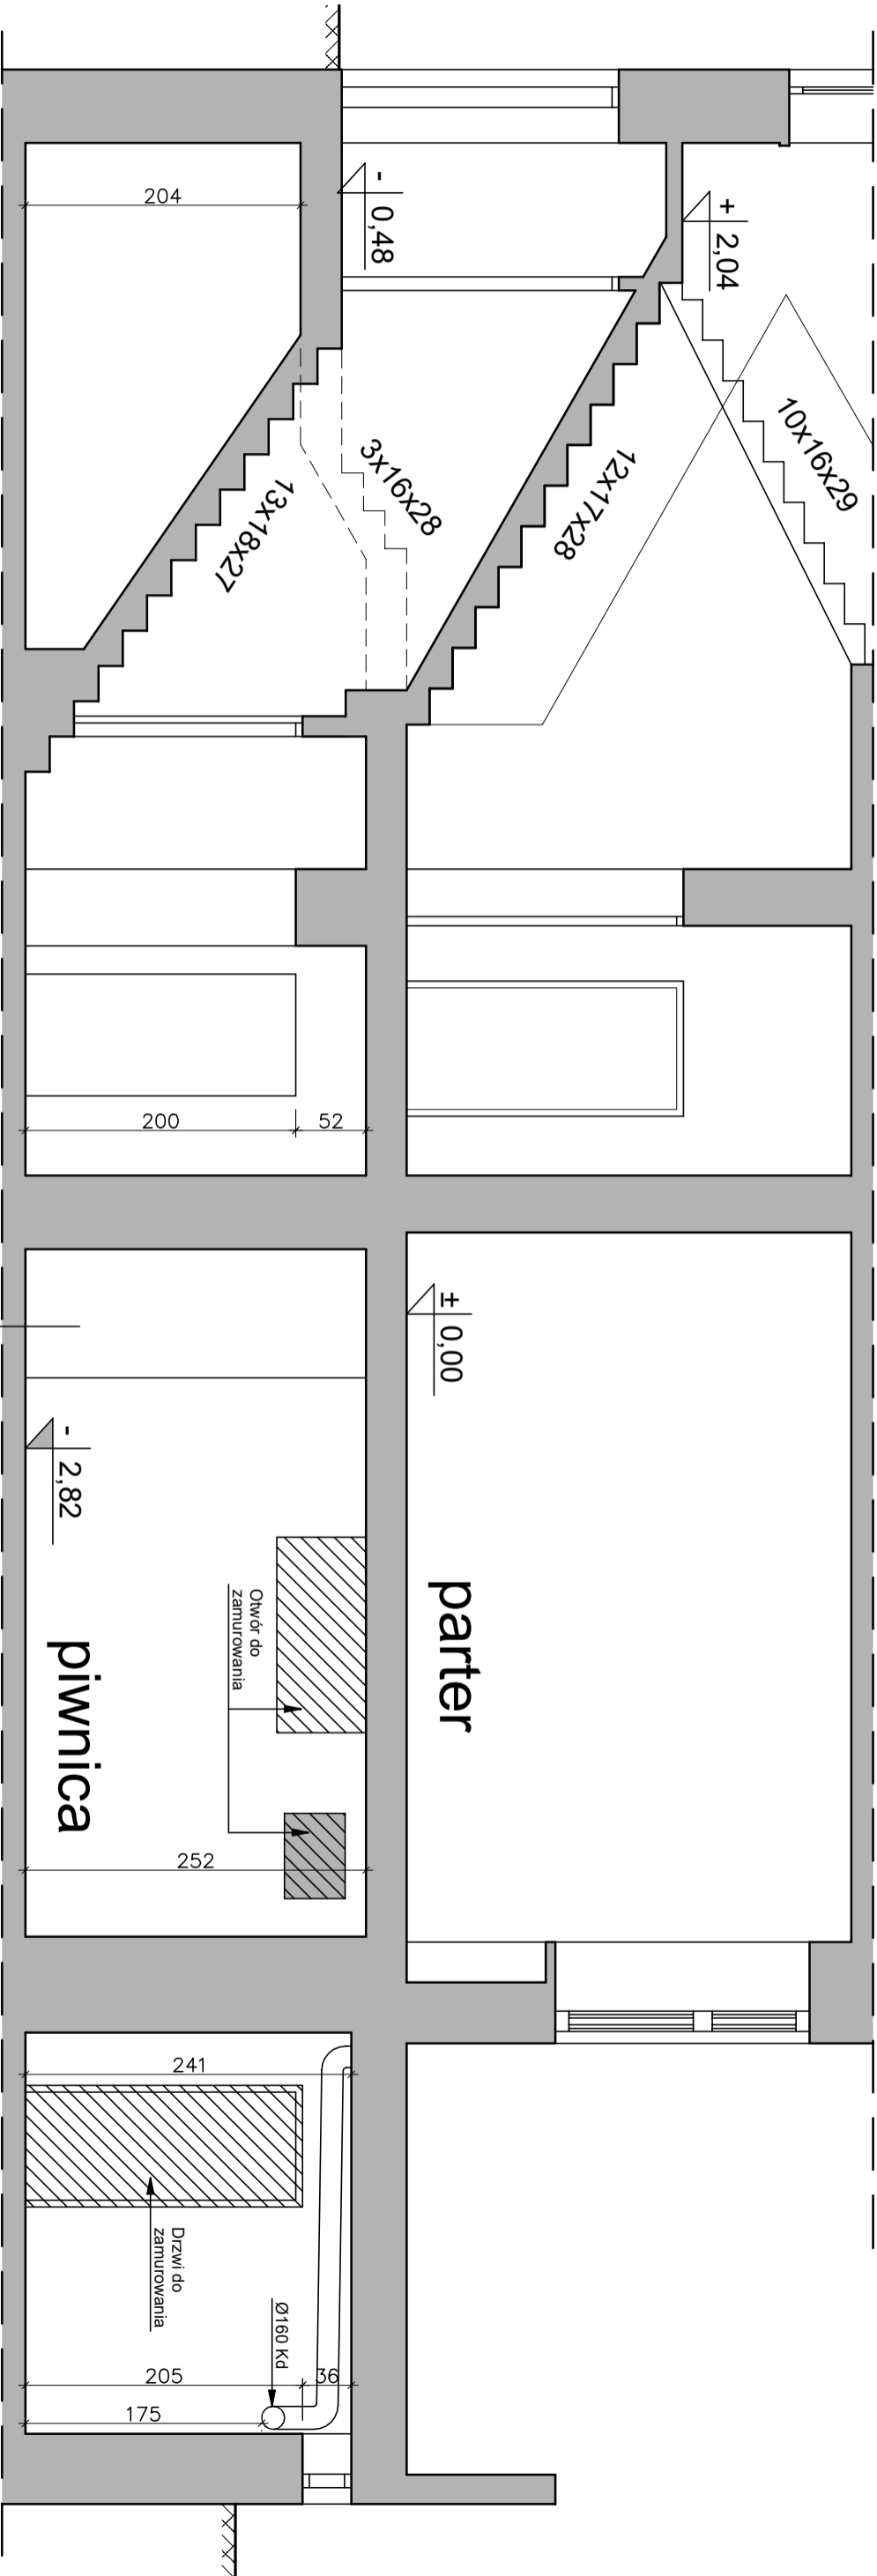 + 2,04
10x16x29
- 0,48
204
3x16x28
12x17x28
13x18x27
200
52
± 0,00
- 2,82
parter
piwnica
Otwór do
zamurowania
252
241
Drzwi do
zamurowania
Ø160 Kd
205
36
175